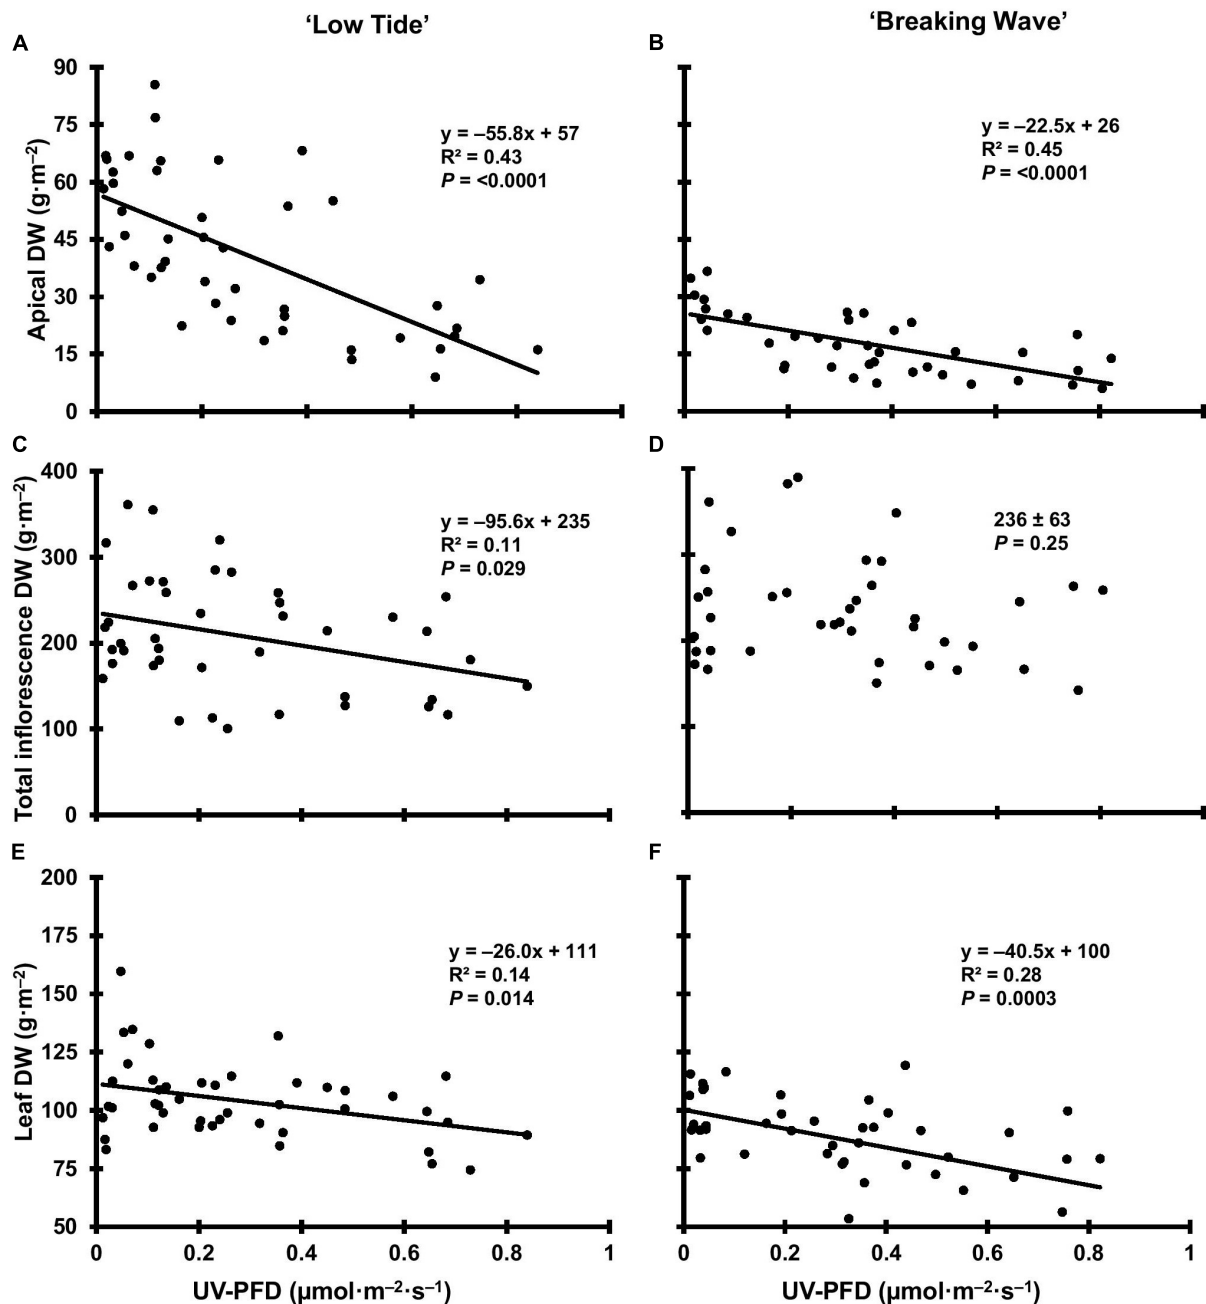 ‘Low Tide’
‘Breaking Wave’
A
90
75
60
45
30
15
0
Apical DW (g·m⁻²)
y = –55.8x + 57
R² = 0.43
P = <0.0001
B
y = –22.5x + 26
R² = 0.45
P = <0.0001
C
400
300
200
100
0
Total inflorescence DW (g·m⁻²)
y = –95.6x + 235
R² = 0.11
P = 0.029
D
236 ± 63
P = 0.25
E
200
175
150
125
100
75
50
Leaf DW (g·m⁻²)
y = –26.0x + 111
R² = 0.14
P = 0.014
0 0.2 0.4 0.6 0.8 1
UV-PFD (µmol·m⁻²·s⁻¹)
F
y = –40.5x + 100
R² = 0.28
P = 0.0003
0 0.2 0.4 0.6 0.8 1
UV-PFD (µmol·m⁻²·s⁻¹)